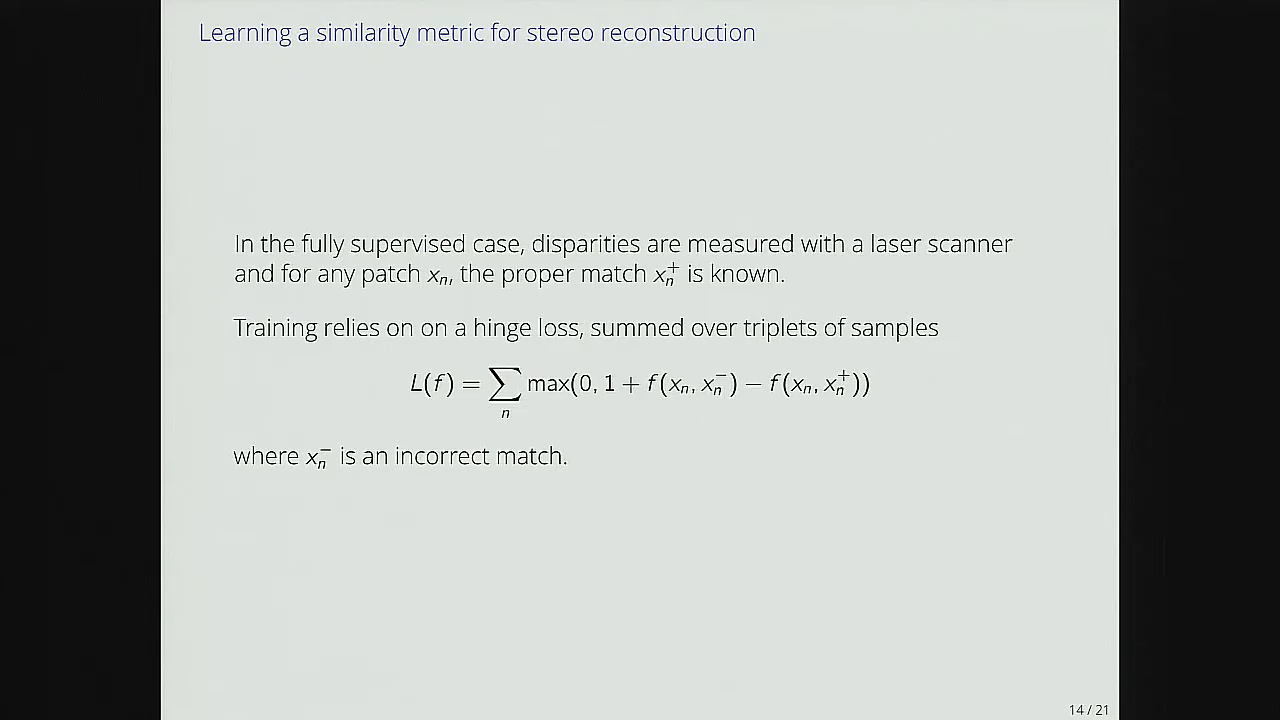 Learning a similarity metric for stereo reconstruction
In the fully supervised case, disparities are measured with a laser scanner
and for any patch xₙ, the proper match xₙ⁺ is known.
Training relies on on a hinge loss, summed over triplets of samples
L(f) = ∑ₙ max(0, 1 + f(xₙ, xₙ⁻) − f(xₙ, xₙ⁺))
where xₙ⁻ is an incorrect match.
14 / 21